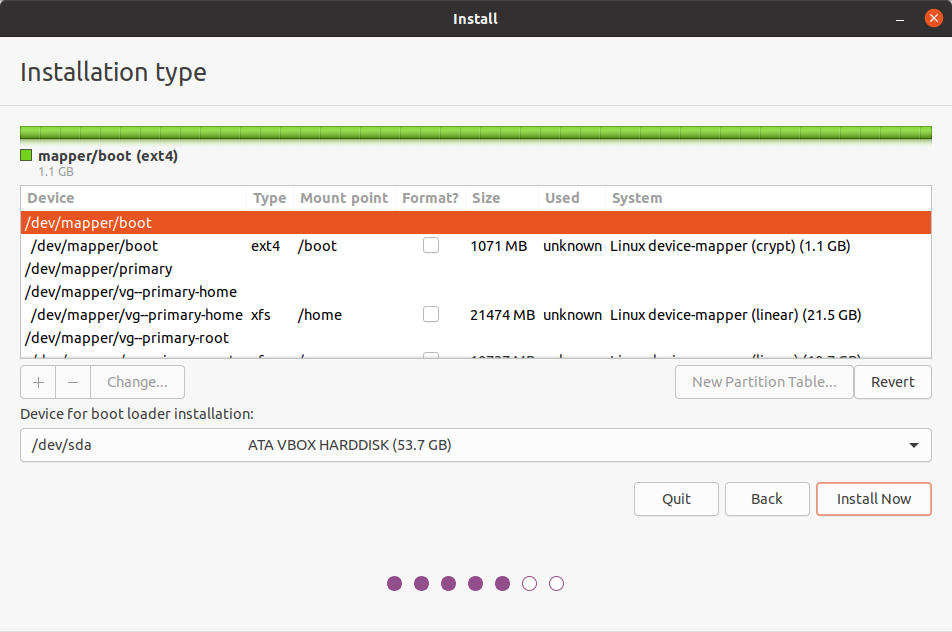 Install
Installation type
mapper/boot (ext4)
1.1 GB
Device Type Mount point Format? Size Used System
/dev/mapper/boot
/dev/mapper/boot ext4 /boot 1071 MB unknown Linux device-mapper (crypt) (1.1 GB)
/dev/mapper/primary
/dev/mapper/vg--primary-home
/dev/mapper/vg--primary-home xfs /home 21474 MB unknown Linux device-mapper (linear) (21.5 GB)
/dev/mapper/vg--primary-root
+ − Change... New Partition Table... Revert
Device for boot loader installation:
/dev/sda ATA VBOX HARDDISK (53.7 GB)
Quit Back Install Now